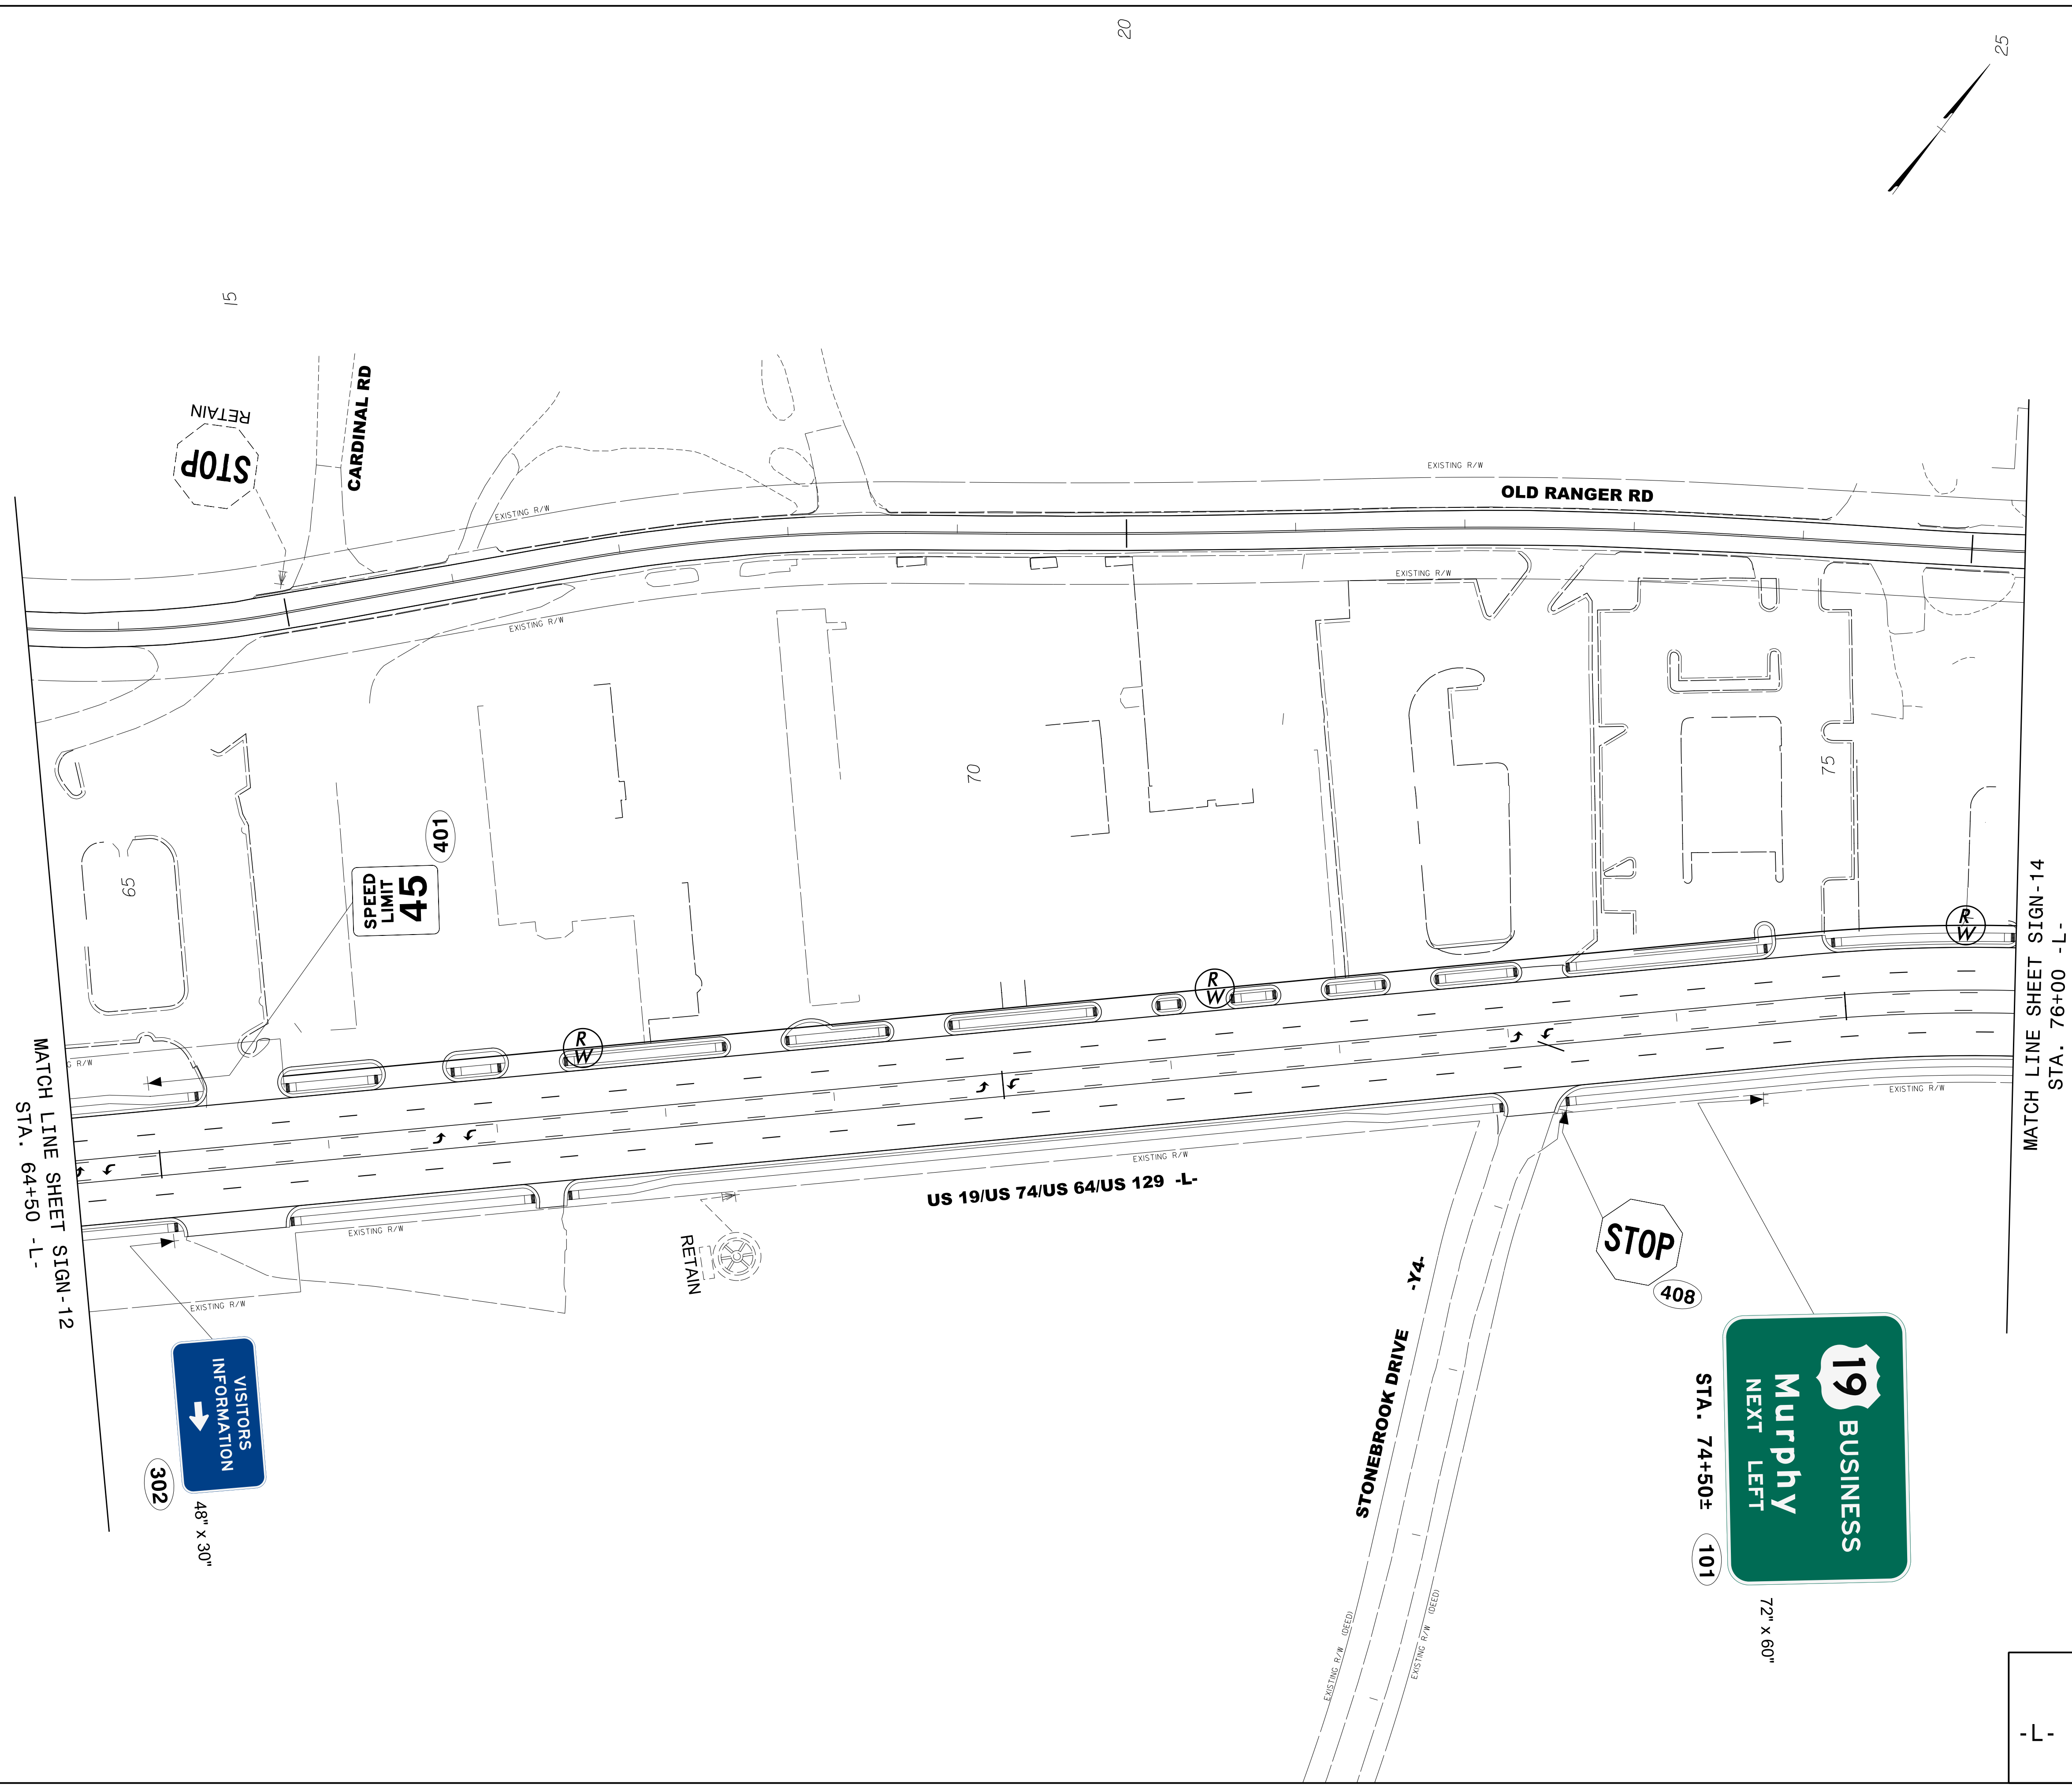 20
25
15
CARDINAL RD
RETAIN
STOP
EXISTING R/W
OLD RANGER RD
EXISTING R/W
EXISTING R/W
EXISTING R/W
401
SPEED
LIMIT
45
65
70
75
R
W
R
W
R
W
G R/W
MATCH LINE SHEET SIGN-12
STA. 64+50 -L-
MATCH LINE SHEET SIGN-14
STA. 76+00 -L-
EXISTING R/W
EXISTING R/W
EXISTING R/W
EXISTING R/W
US 19/US 74/US 64/US 129 -L-
RETAIN
STOP
408
STONEBROOK DRIVE -Y4-
EXISTING R/W (DEED)
EXISTING R/W (DEED)
VISITORS
INFORMATION
302
48" x 30"
19 BUSINESS
Murphy
NEXT LEFT
STA. 74+50±
101
72" x 60"
-L-